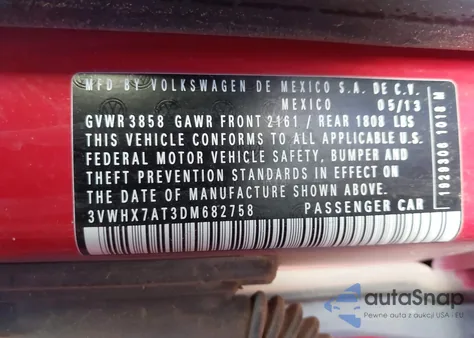 MFD BY VOLKSWAGEN DE MEXICO S.A. DE C.V.
MEXICO 05/13
GVWR 3858 GAWR FRONT 2161 / REAR 1808 LBS
THIS VEHICLE CONFORMS TO ALL APPLICABLE U.S.
FEDERAL MOTOR VEHICLE SAFETY, BUMPER AND
THEFT PREVENTION STANDARDS IN EFFECT ON
THE DATE OF MANUFACTURE SHOWN ABOVE.
3VWHX7AT3DM682758 PASSENGER CAR
autoSnap
Pewne auta z aukcji USA i EU